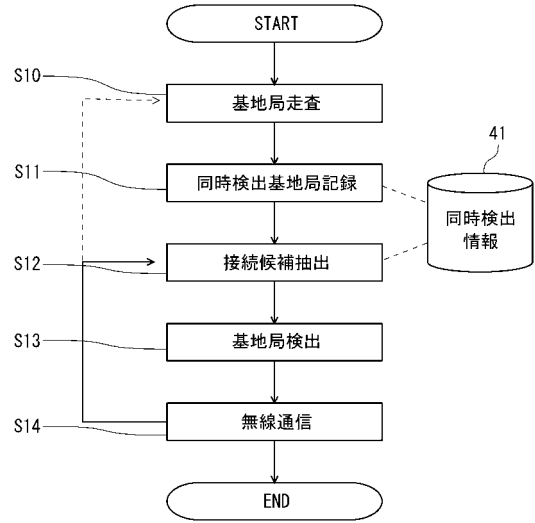 START
S10
基地局走査
41
S11
同時検出基地局記録
同時検出
情報
S12
接続候補抽出
S13
基地局検出
S14
無線通信
END